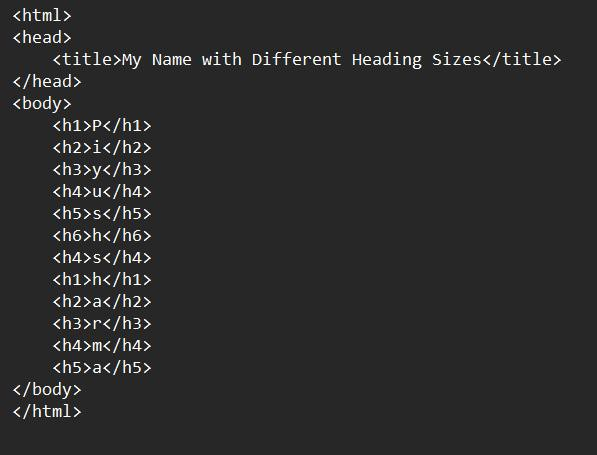 <html>
<head>
    <title>My Name with Different Heading Sizes</title>
</head>
<body>
    <h1>P</h1>
    <h2>i</h2>
    <h3>y</h3>
    <h4>u</h4>
    <h5>s</h5>
    <h6>h</h6>
    <h4>s</h4>
    <h1>h</h1>
    <h2>a</h2>
    <h3>r</h3>
    <h4>m</h4>
    <h5>a</h5>
</body>
</html>